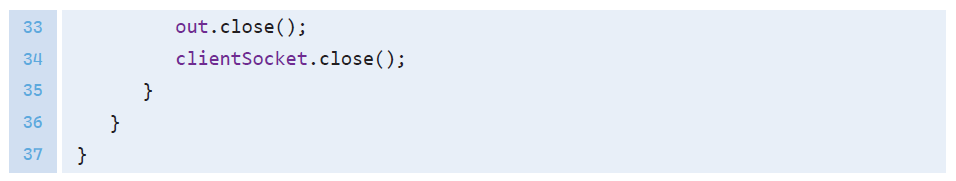 33 out.close();
34 clientSocket.close();
35 }
36 }
37 }